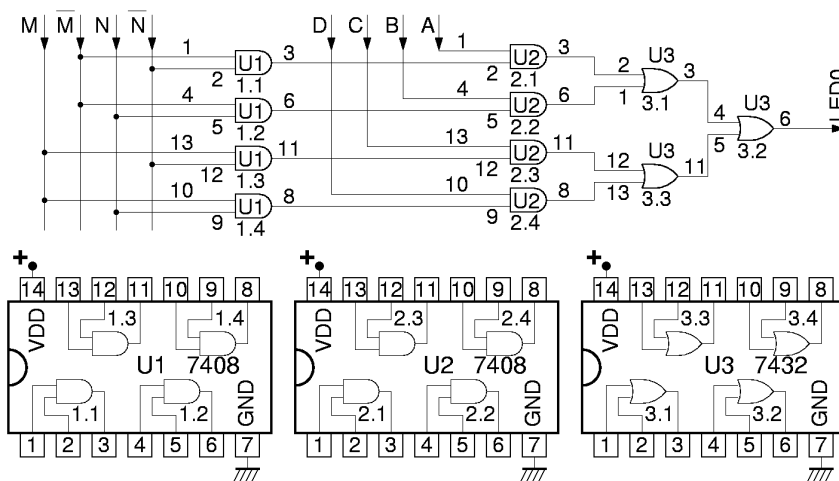 M M N N D C B A
1 3 1 3
U1 U2 U3
2 1.1 2 2.1 2 3
4 6 4 6 1 3.1
U1 U2 4 U3 6 LED0
5 1.2 5 2.2 5 3.2
13 11 13 11 12 U3
U1 U2 11
12 1.3 12 2.3 13 3.3
10 8 10 8
U1 U2
9 1.4 9 2.4
+ + +
14 13 12 11 10 9 8 14 13 12 11 10 9 8 14 13 12 11 10 9 8
VDD 1.3 1.4 VDD 2.3 2.4 VDD 3.3 3.4
U1 7408 U2 7408 U3 7432
1.1 1.2 GND 2.1 2.2 GND 3.1 3.2 GND
1 2 3 4 5 6 7 1 2 3 4 5 6 7 1 2 3 4 5 6 7